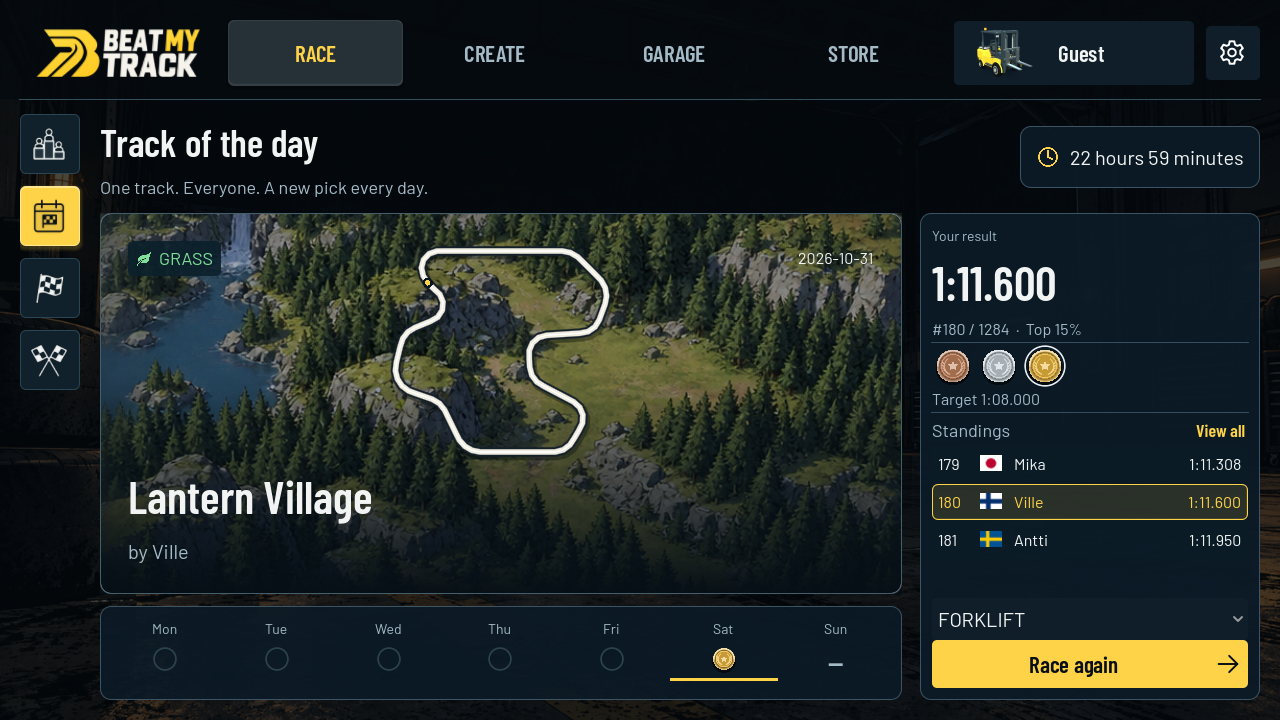 BEATMY
TRACK
RACE
CREATE
GARAGE
STORE
Guest
Track of the day
One track. Everyone. A new pick every day.
22 hours 59 minutes
GRASS
2026-10-31
Lantern Village
by Ville
Your result
1:11.600
#180 / 1284 · Top 15%
Target 1:08.000
Standings View all
179 Mika 1:11.308
180 Ville 1:11.600
181 Antti 1:11.950
FORKLIFT
Race again
Mon Tue Wed Thu Fri Sat Sun
–